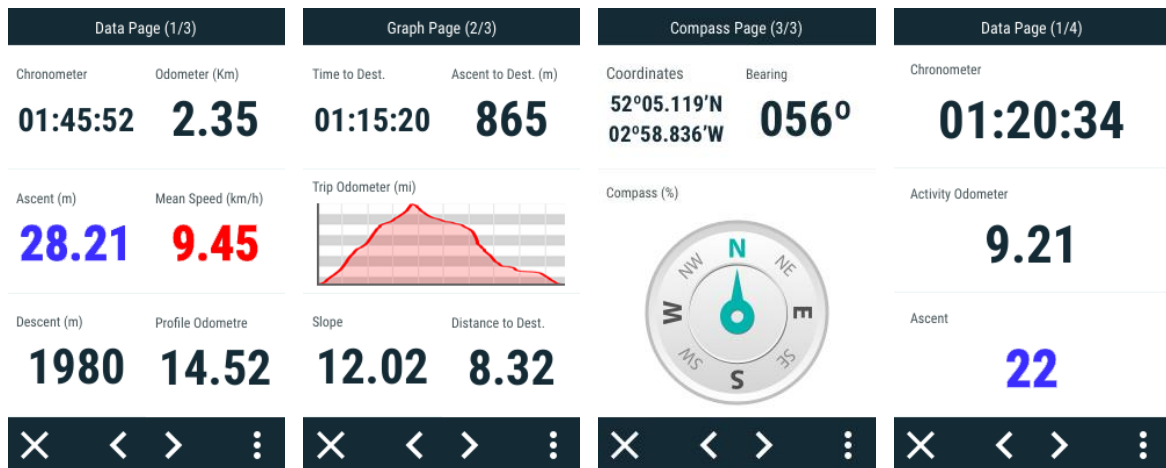 Data Page (1/3)
Chronometer Odometer (Km)
01:45:52 2.35
Ascent (m) Mean Speed (km/h)
28.21 9.45
Descent (m) Profile Odometre
1980 14.52
Graph Page (2/3)
Time to Dest. Ascent to Dest. (m)
01:15:20 865
Trip Odometer (mi)
Slope Distance to Dest.
12.02 8.32
Compass Page (3/3)
Coordinates Bearing
52º05.119’N
02º58.836’W
056º
Compass (%)
N
NW NE
W E
SW SE
S
Data Page (1/4)
Chronometer
01:20:34
Activity Odometer
9.21
Ascent
22